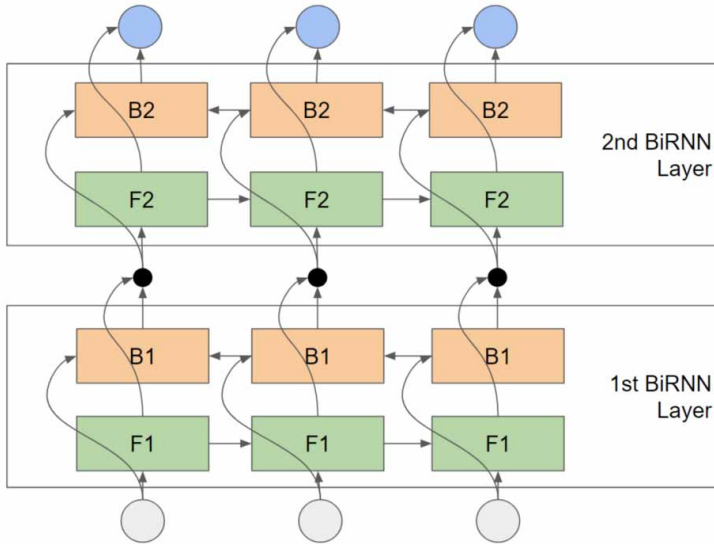 B2 B2 B2
2nd BiRNN
Layer
F2 F2 F2
B1 B1 B1
1st BiRNN
Layer
F1 F1 F1